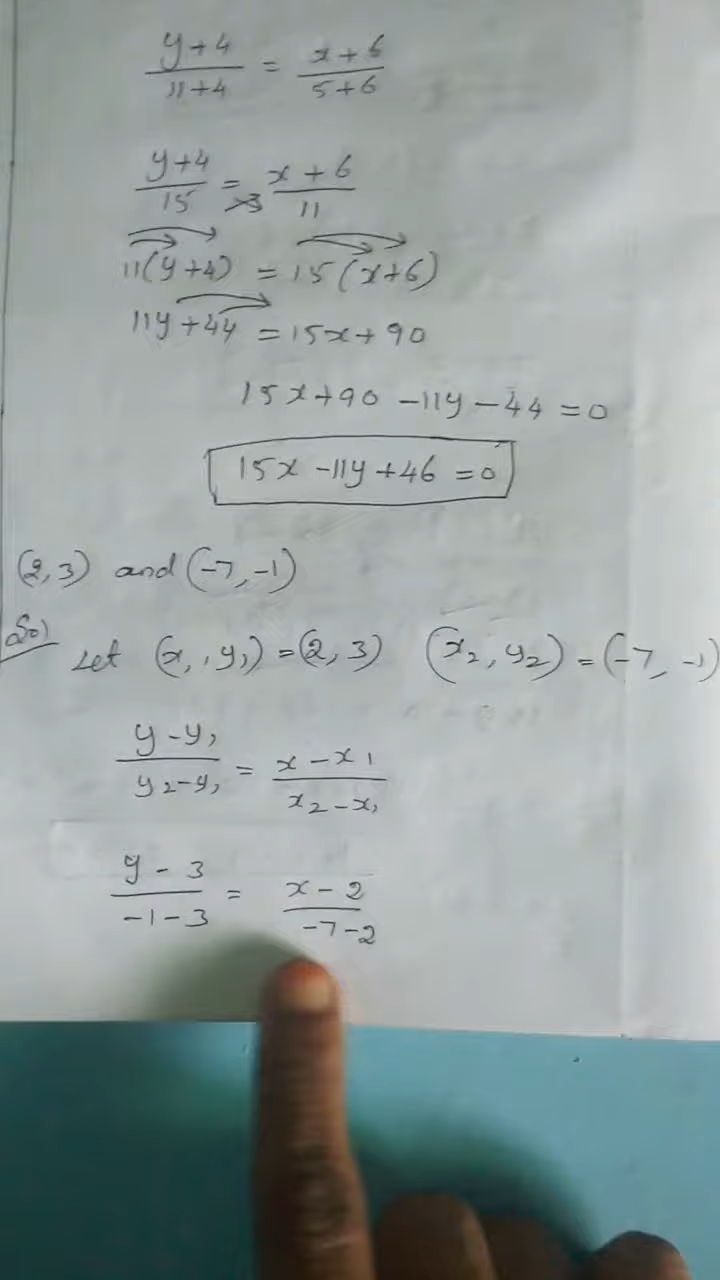 y+4/11+4 = x+6/5+6
y+4/15 = x+6/11
11(y+4) = 15(x+6)
11y+44 = 15x+90
15x+90-11y-44=0
15x-11y+46=0
(2,3) and (-7,-1)
Sol
Let (x₁,y₁)=(2,3) (x₂,y₂)=(-7,-1)
y-y₁/y₂-y₁ = x-x₁/x₂-x₁
y-3/-1-3 = x-2/-7-2